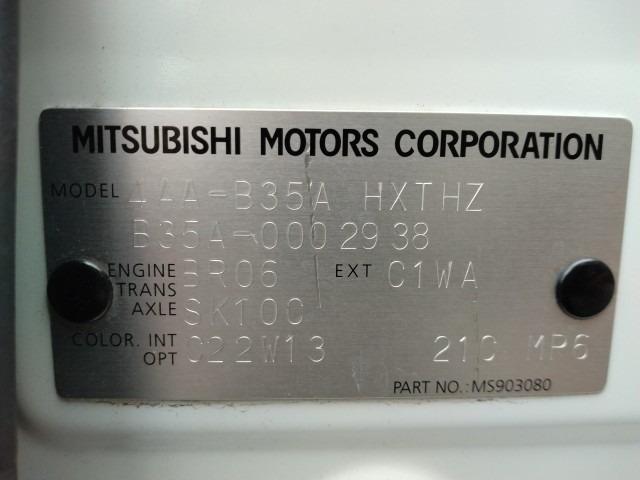 MITSUBISHI MOTORS CORPORATION
MODEL 4AA-B35A HXTHZ
B35A-0002938
ENGINE BR06 EXT C1WA
TRANS
AXLE SK10C
COLOR. INT
OPT C22W13 21C MP6
PART NO.: MS903080